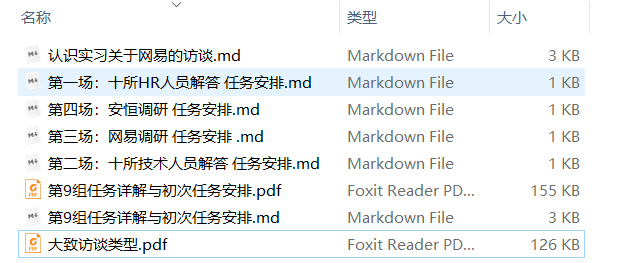 名称 类型 大小
认识实习关于网易的访谈.md Markdown File 3 KB
第一场：十所HR人员解答 任务安排.md Markdown File 1 KB
第四场：安恒调研 任务安排.md Markdown File 1 KB
第三场：网易调研 任务安排 .md Markdown File 1 KB
第二场：十所技术人员解答 任务安排.md Markdown File 1 KB
第9组任务详解与初次任务安排.pdf Foxit Reader PD... 155 KB
第9组任务详解与初次任务安排.md Markdown File 3 KB
大致访谈类型.pdf Foxit Reader PD... 126 KB